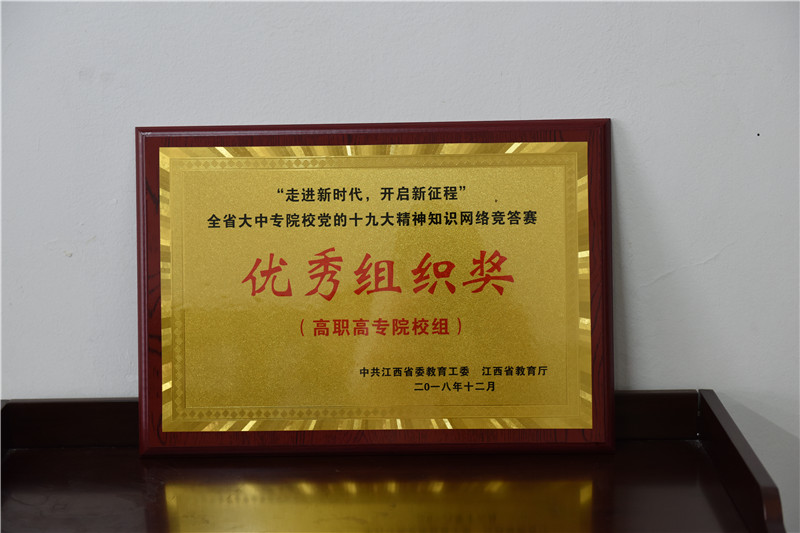 “走进新时代，开启新征程”
全省大中专院校党的十九大精神知识网络竞答赛
优秀组织奖
（高职高专院校组）
中共江西省委教育工委　江西省教育厅
二〇一八年十二月